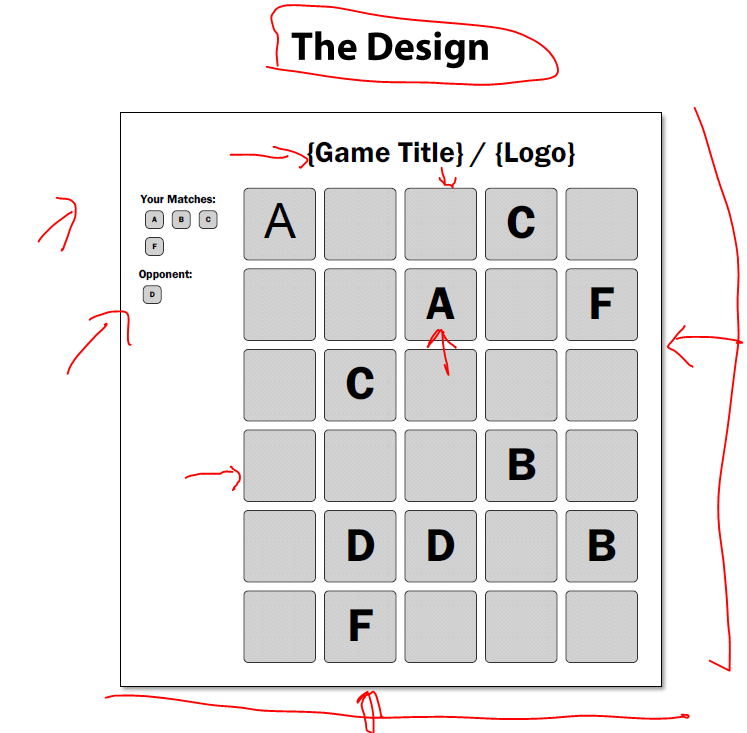 The Design
{Game Title} / {Logo}
Your Matches:
A B C
F
Opponent:
D
A C
A F
C
B
D D B
F